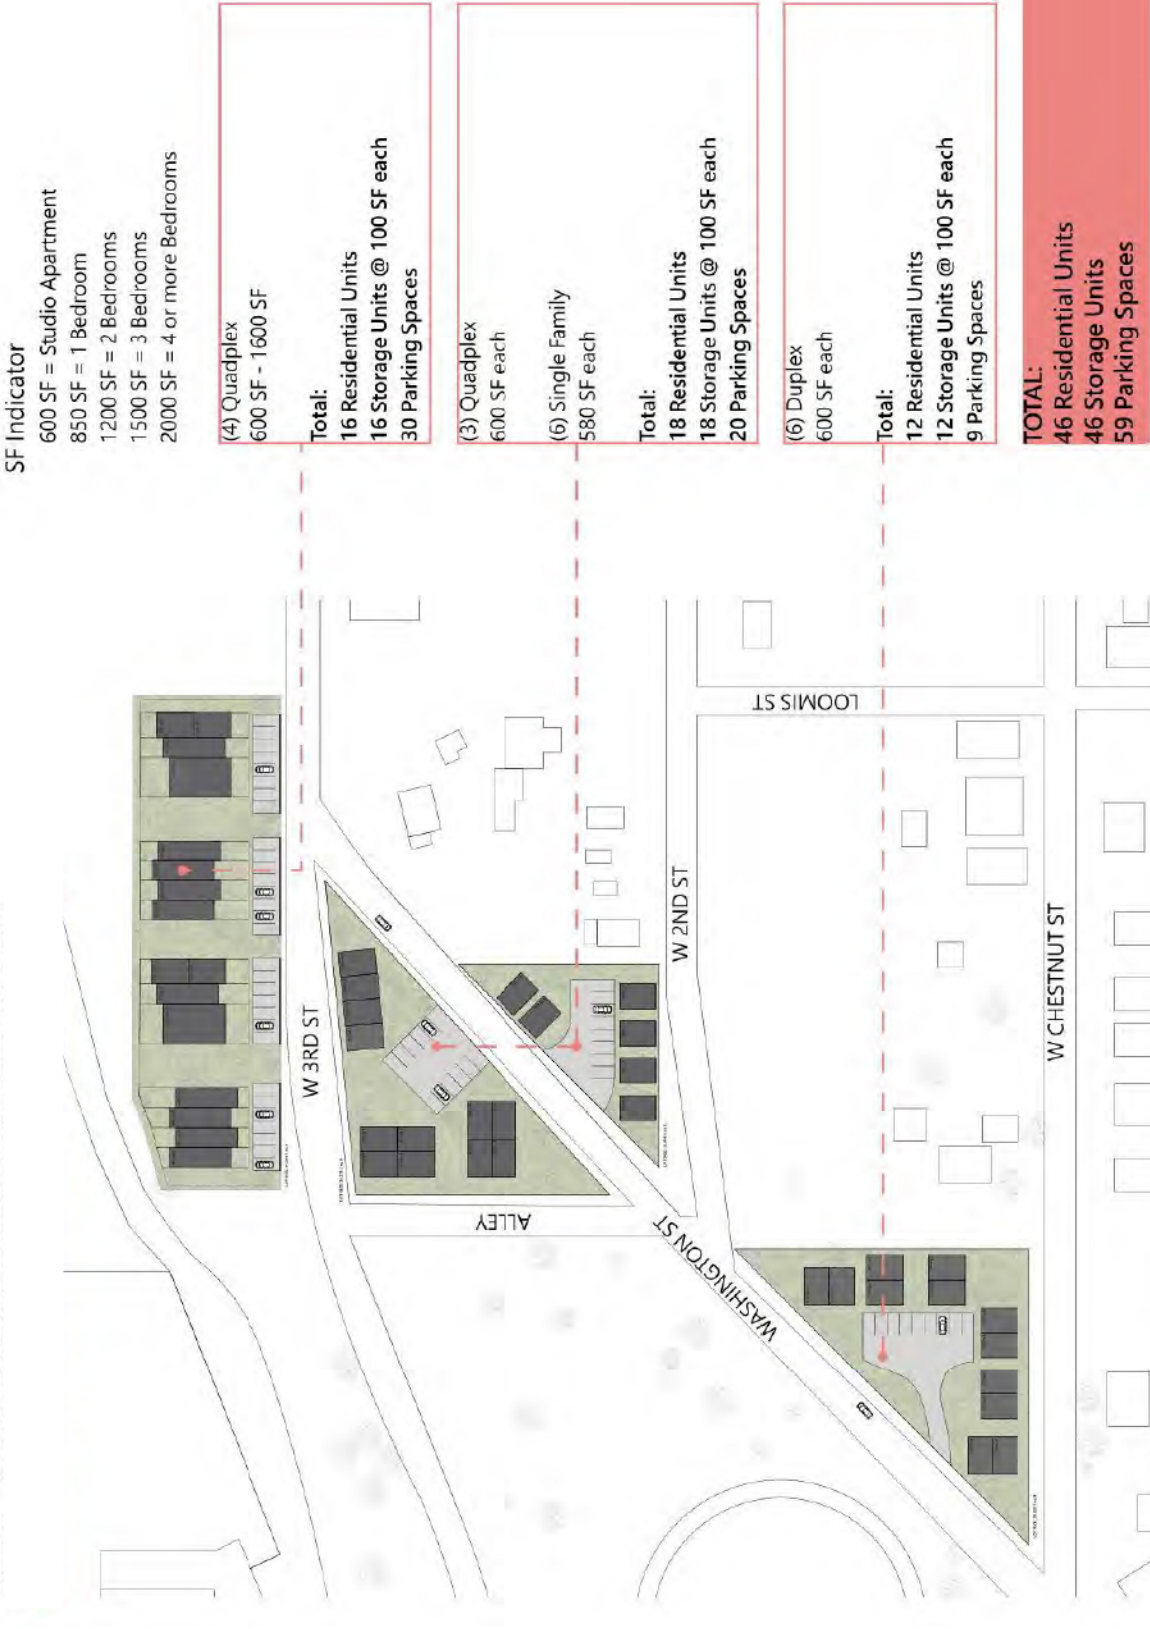 SF Indicator
600 SF = Studio Apartment
850 SF = 1 Bedroom
1200 SF = 2 Bedrooms
1500 SF = 3 Bedrooms
2000 SF = 4 or more Bedrooms
(4) Quadplex
600 SF - 1600 SF
Total:
16 Residential Units
16 Storage Units @ 100 SF each
30 Parking Spaces
(3) Quadplex
600 SF each
(6) Single Family
580 SF each
Total:
18 Residential Units
18 Storage Units @ 100 SF each
20 Parking Spaces
(6) Duplex
600 SF each
Total:
12 Residential Units
12 Storage Units @ 100 SF each
9 Parking Spaces
TOTAL:
46 Residential Units
46 Storage Units
59 Parking Spaces
W 3RD ST
ALLEY
WASHINGTON ST
W 2ND ST
LOOMIS ST
W CHESTNUT ST